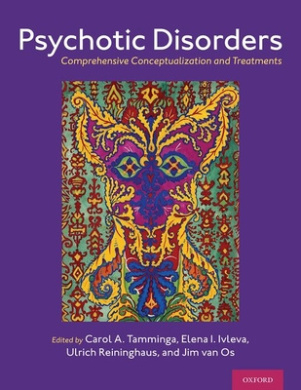 Psychotic Disorders
Comprehensive Conceptualization and Treatments
Edited by Carol A. Tamminga, Elena I. Ivleva,
Ulrich Reininghaus, and Jim van Os
OXFORD